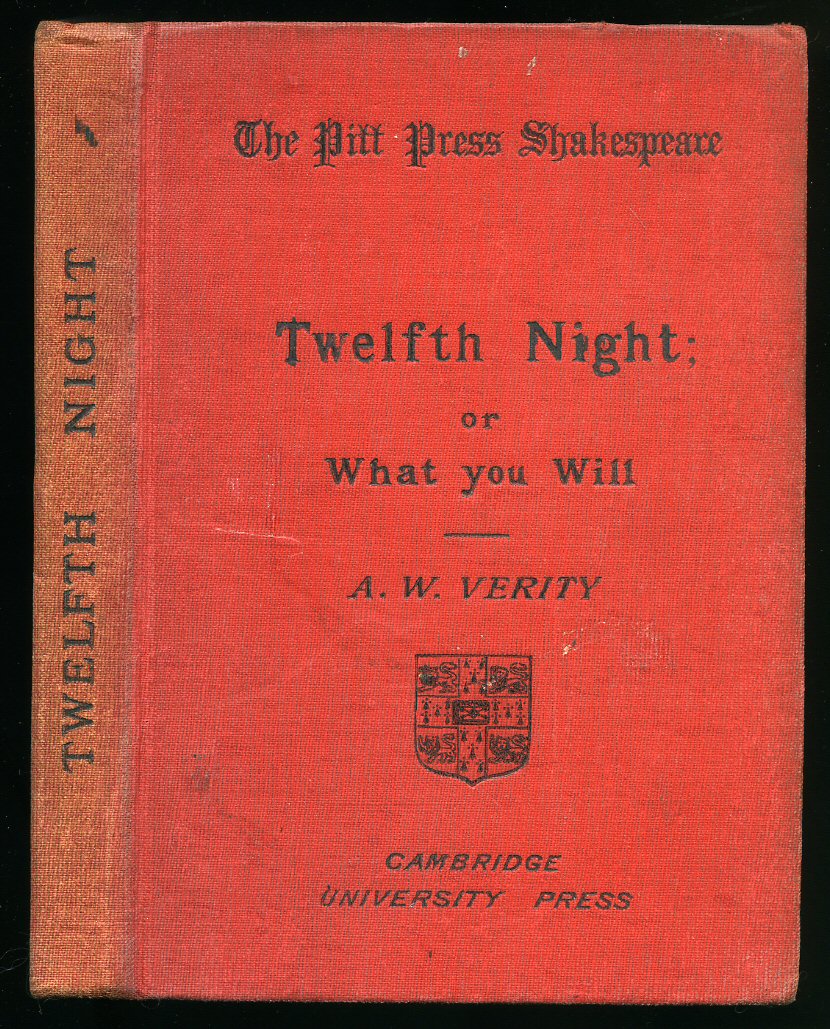 TWELFTH NIGHT
The Pitt Press Shakespeare
Twelfth Night;
or
What you Will
A. W. VERITY
CAMBRIDGE
UNIVERSITY PRESS